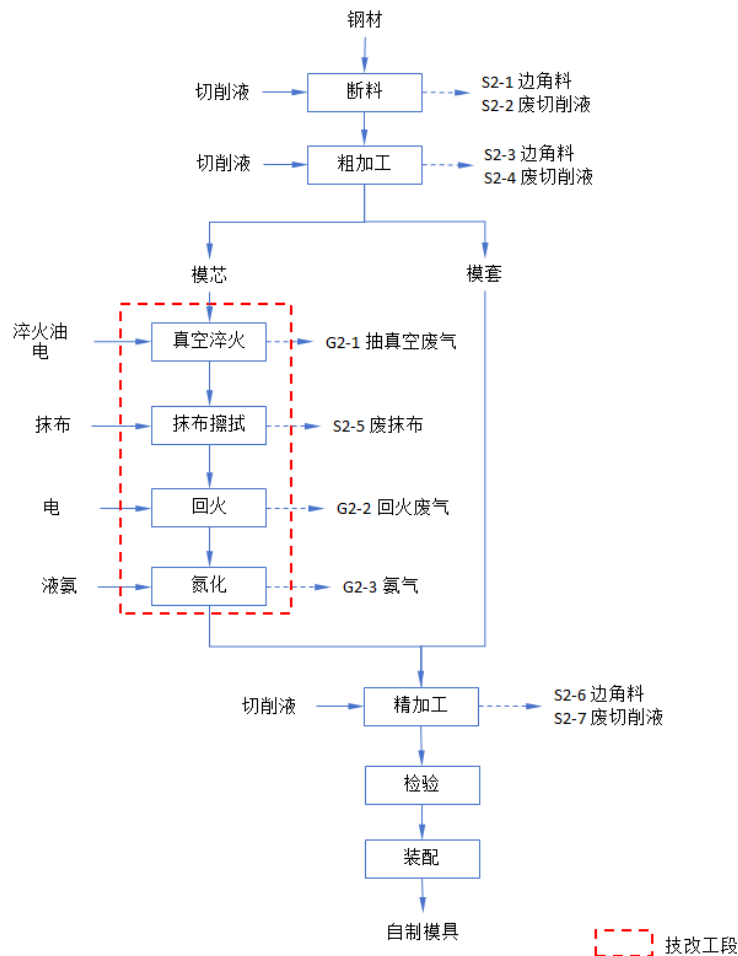 钢材
切削液
断料
S2-1 边角料
S2-2 废切削液
切削液
粗加工
S2-3 边角料
S2-4 废切削液
模芯
模套
淬火油
电
真空淬火
G2-1 抽真空废气
抹布
抹布擦拭
S2-5 废抹布
电
回火
G2-2 回火废气
液氨
氮化
G2-3 氨气
切削液
精加工
S2-6 边角料
S2-7 废切削液
检验
装配
自制模具
技改工段